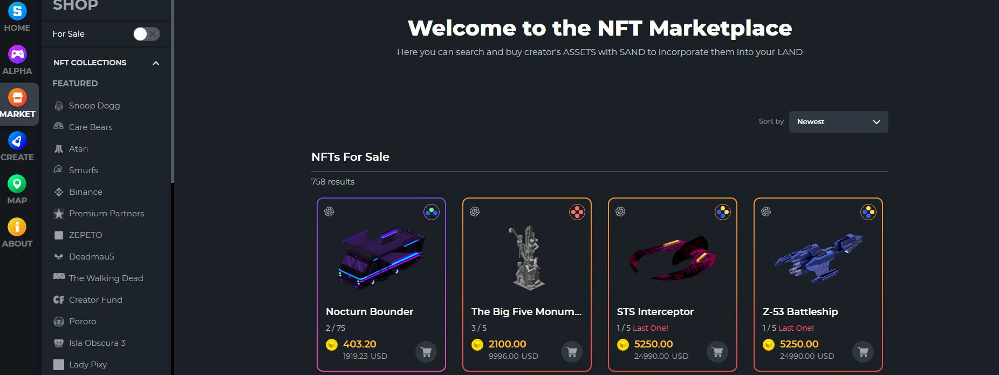 SHOP
HOME
ALPHA
MARKET
CREATE
MAP
ABOUT
For Sale
NFT COLLECTIONS
FEATURED
Snoop Dogg
Care Bears
Atari
Smurfs
Binance
Premium Partners
ZEPETO
Deadmau5
The Walking Dead
CF Creator Fund
Pororo
Isla Obscura 3
Lady Pixy
Welcome to the NFT Marketplace
Here you can search and buy creator's ASSETS with SAND to incorporate them into your LAND
Sort by Newest
NFTs For Sale
758 results
Nocturn Bounder
2 / 75
403.20
1919.23 USD
The Big Five Monum...
3 / 5
2100.00
9996.00 USD
STS Interceptor
1 / 5 Last One!
5250.00
24990.00 USD
Z-53 Battleship
1 / 5 Last One!
5250.00
24990.00 USD